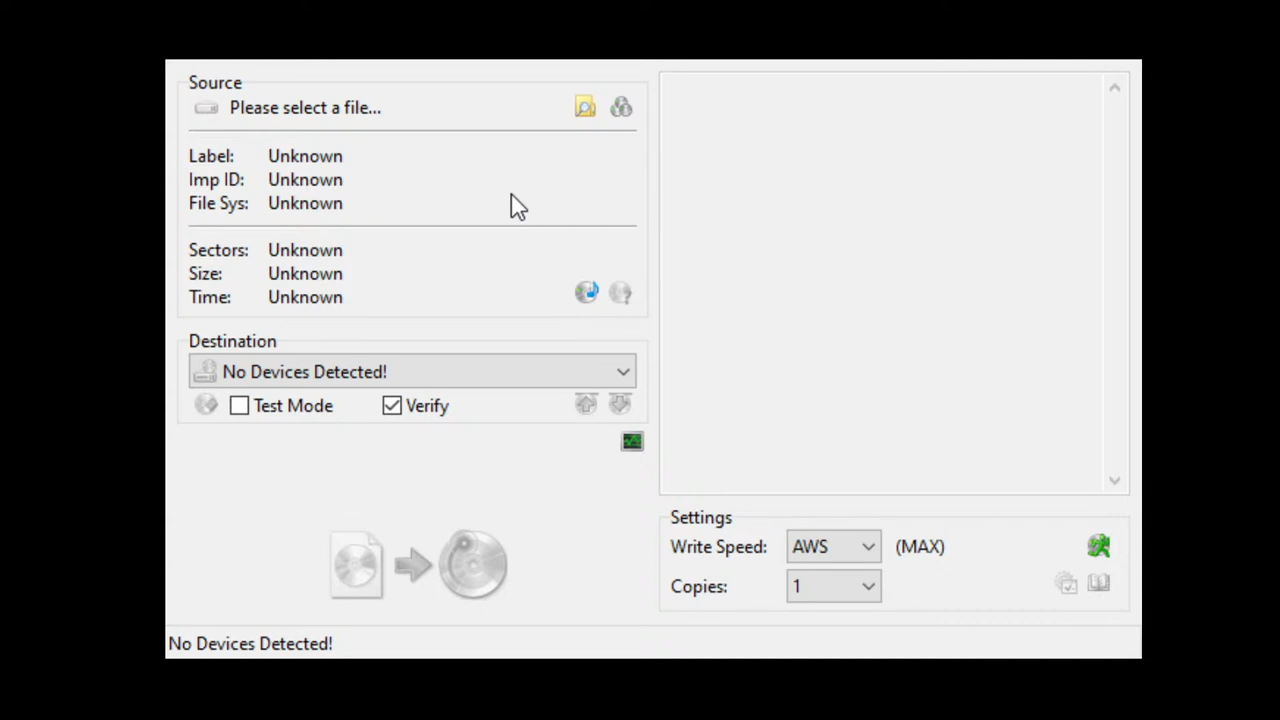 Source
Please select a file...
Label: Unknown
Imp ID: Unknown
File Sys: Unknown
Sectors: Unknown
Size: Unknown
Time: Unknown
Destination
No Devices Detected!
Test Mode Verify
Settings
Write Speed: AWS (MAX)
Copies: 1
No Devices Detected!